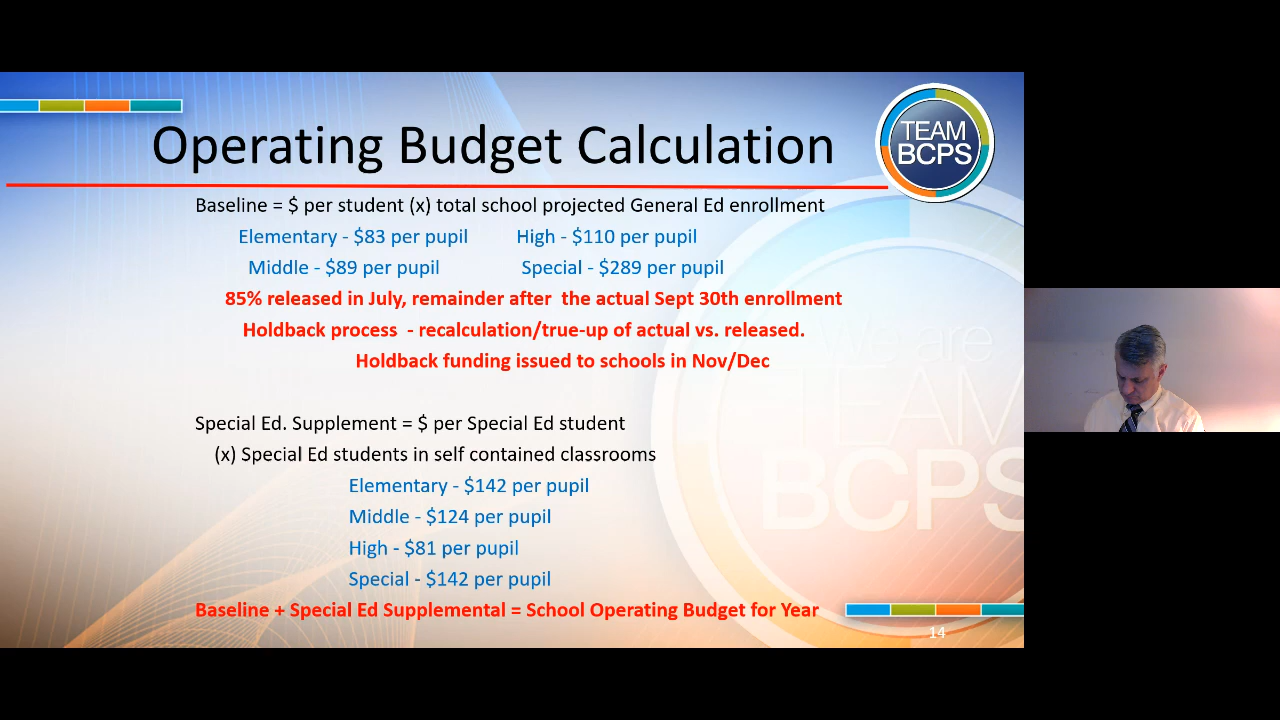 Operating Budget Calculation
TEAM
BCPS
Baseline = $ per student (x) total school projected General Ed enrollment
Elementary - $83 per pupil High - $110 per pupil
Middle - $89 per pupil Special - $289 per pupil
85% released in July, remainder after the actual Sept 30th enrollment
Holdback process - recalculation/true-up of actual vs. released.
Holdback funding issued to schools in Nov/Dec
We are
TEAM
BCPS
Special Ed. Supplement = $ per Special Ed student
(x) Special Ed students in self contained classrooms
Elementary - $142 per pupil
Middle - $124 per pupil
High - $81 per pupil
Special - $142 per pupil
Baseline + Special Ed Supplemental = School Operating Budget for Year
14